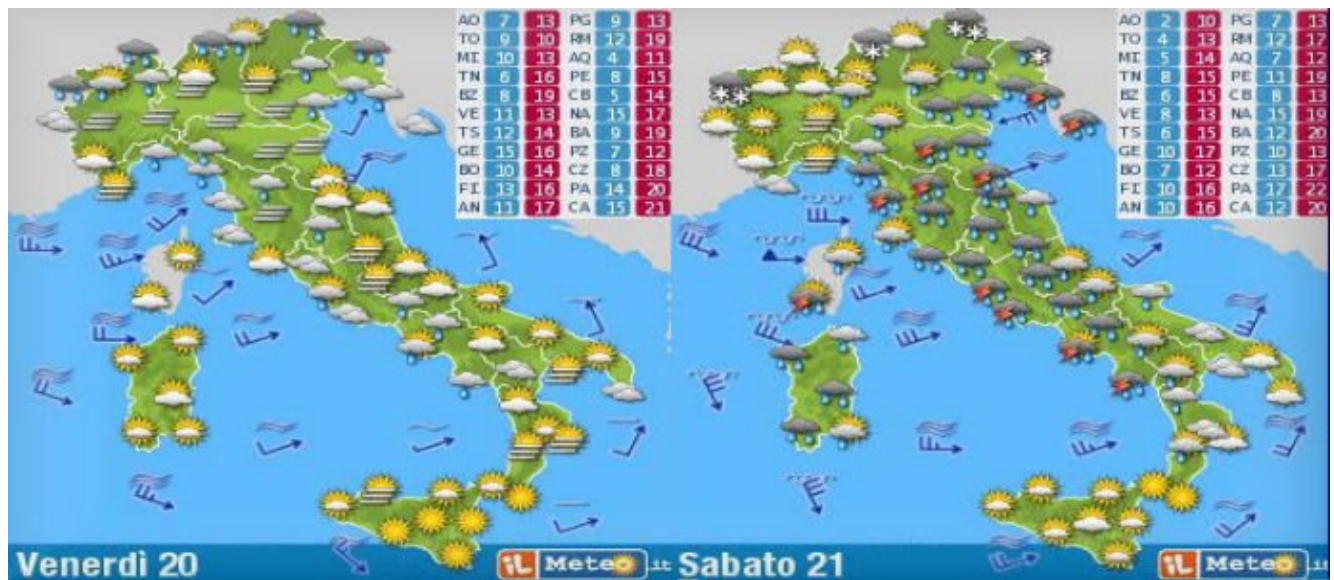 AO 7 13 PG 9 13
TO 9 10 RM 12 19
MI 10 13 AQ 4 11
TN 6 16 PE 8 15
BZ 8 19 CB 5 14
VE 11 13 NA 15 17
TS 12 14 BA 9 19
GE 15 16 PZ 7 12
BO 10 14 CZ 8 18
FI 13 16 PA 14 20
AN 11 17 CA 15 21
Venerdì 20
iL Meteo.it
AO 2 10 PG 7 13
TO 4 13 RM 12 17
MI 5 14 AQ 7 12
TN 8 15 PE 11 19
BZ 6 15 CB 8 13
VE 8 13 NA 15 19
TS 6 15 BA 12 20
GE 10 17 PZ 10 13
BO 7 12 CZ 13 17
FI 10 16 PA 17 22
AN 10 16 CA 12 20
Sabato 21
iL Meteo.it